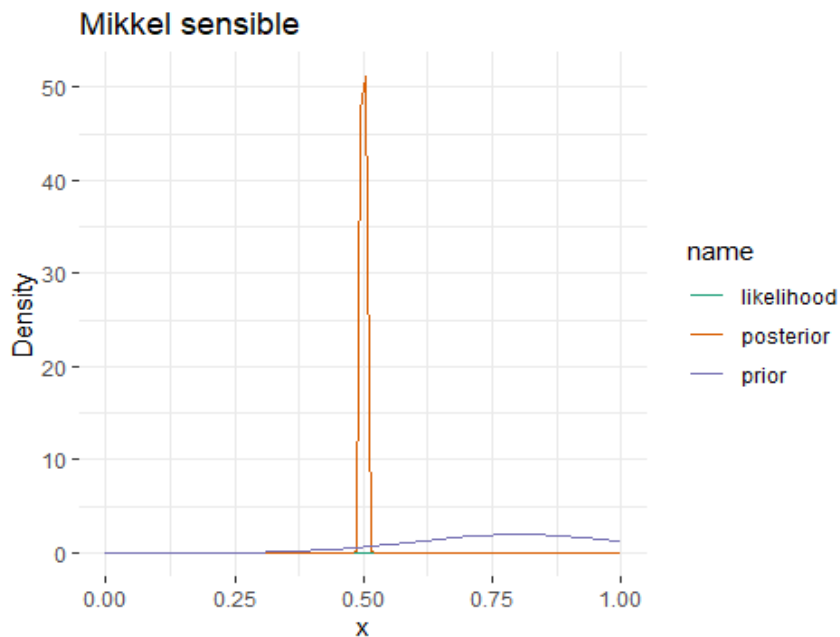 Mikkel sensible
50
40
30
20
10
0
Density
0.00 0.25 0.50 0.75 1.00
x
name
likelihood
posterior
prior